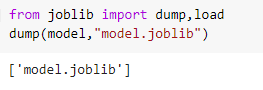 from joblib import dump,load
dump(model,"model.joblib")
['model.joblib']